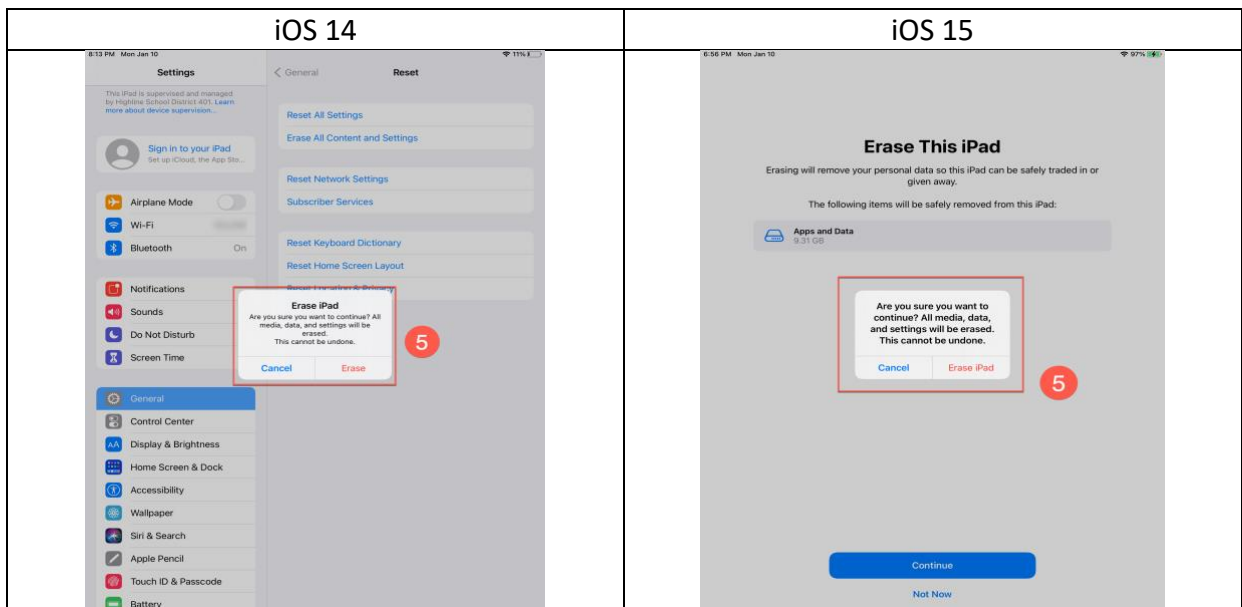 iOS 14
iOS 15
8:13 PM Mon Jan 10
11%
Settings
General
Reset
This iPad is supervised and managed
by Highline School District 401. Learn
more about device supervision...
Sign in to your iPad
Set up iCloud, the App Sto...
Airplane Mode
Wi-Fi
Bluetooth
On
Notifications
Sounds
Do Not Disturb
Screen Time
General
Control Center
AA
Display & Brightness
Home Screen & Dock
Accessibility
Wallpaper
Siri & Search
Apple Pencil
Touch ID & Passcode
Battery
Reset All Settings
Erase All Content and Settings
Reset Network Settings
Subscriber Services
Reset Keyboard Dictionary
Reset Home Screen Layout
Reset Location & Privacy
Erase iPad
Are you sure you want to continue? All
media, data, and settings will be
erased.
This cannot be undone.
Cancel
Erase
5
6:56 PM Mon Jan 10
97%
Erase This iPad
Erasing will remove your personal data so this iPad can be safely traded in or
given away.
The following items will be safely removed from this iPad:
Apps and Data
9.31 GB
Are you sure you want to
continue? All media, data,
and settings will be erased.
This cannot be undone.
Cancel
Erase iPad
5
Continue
Not Now